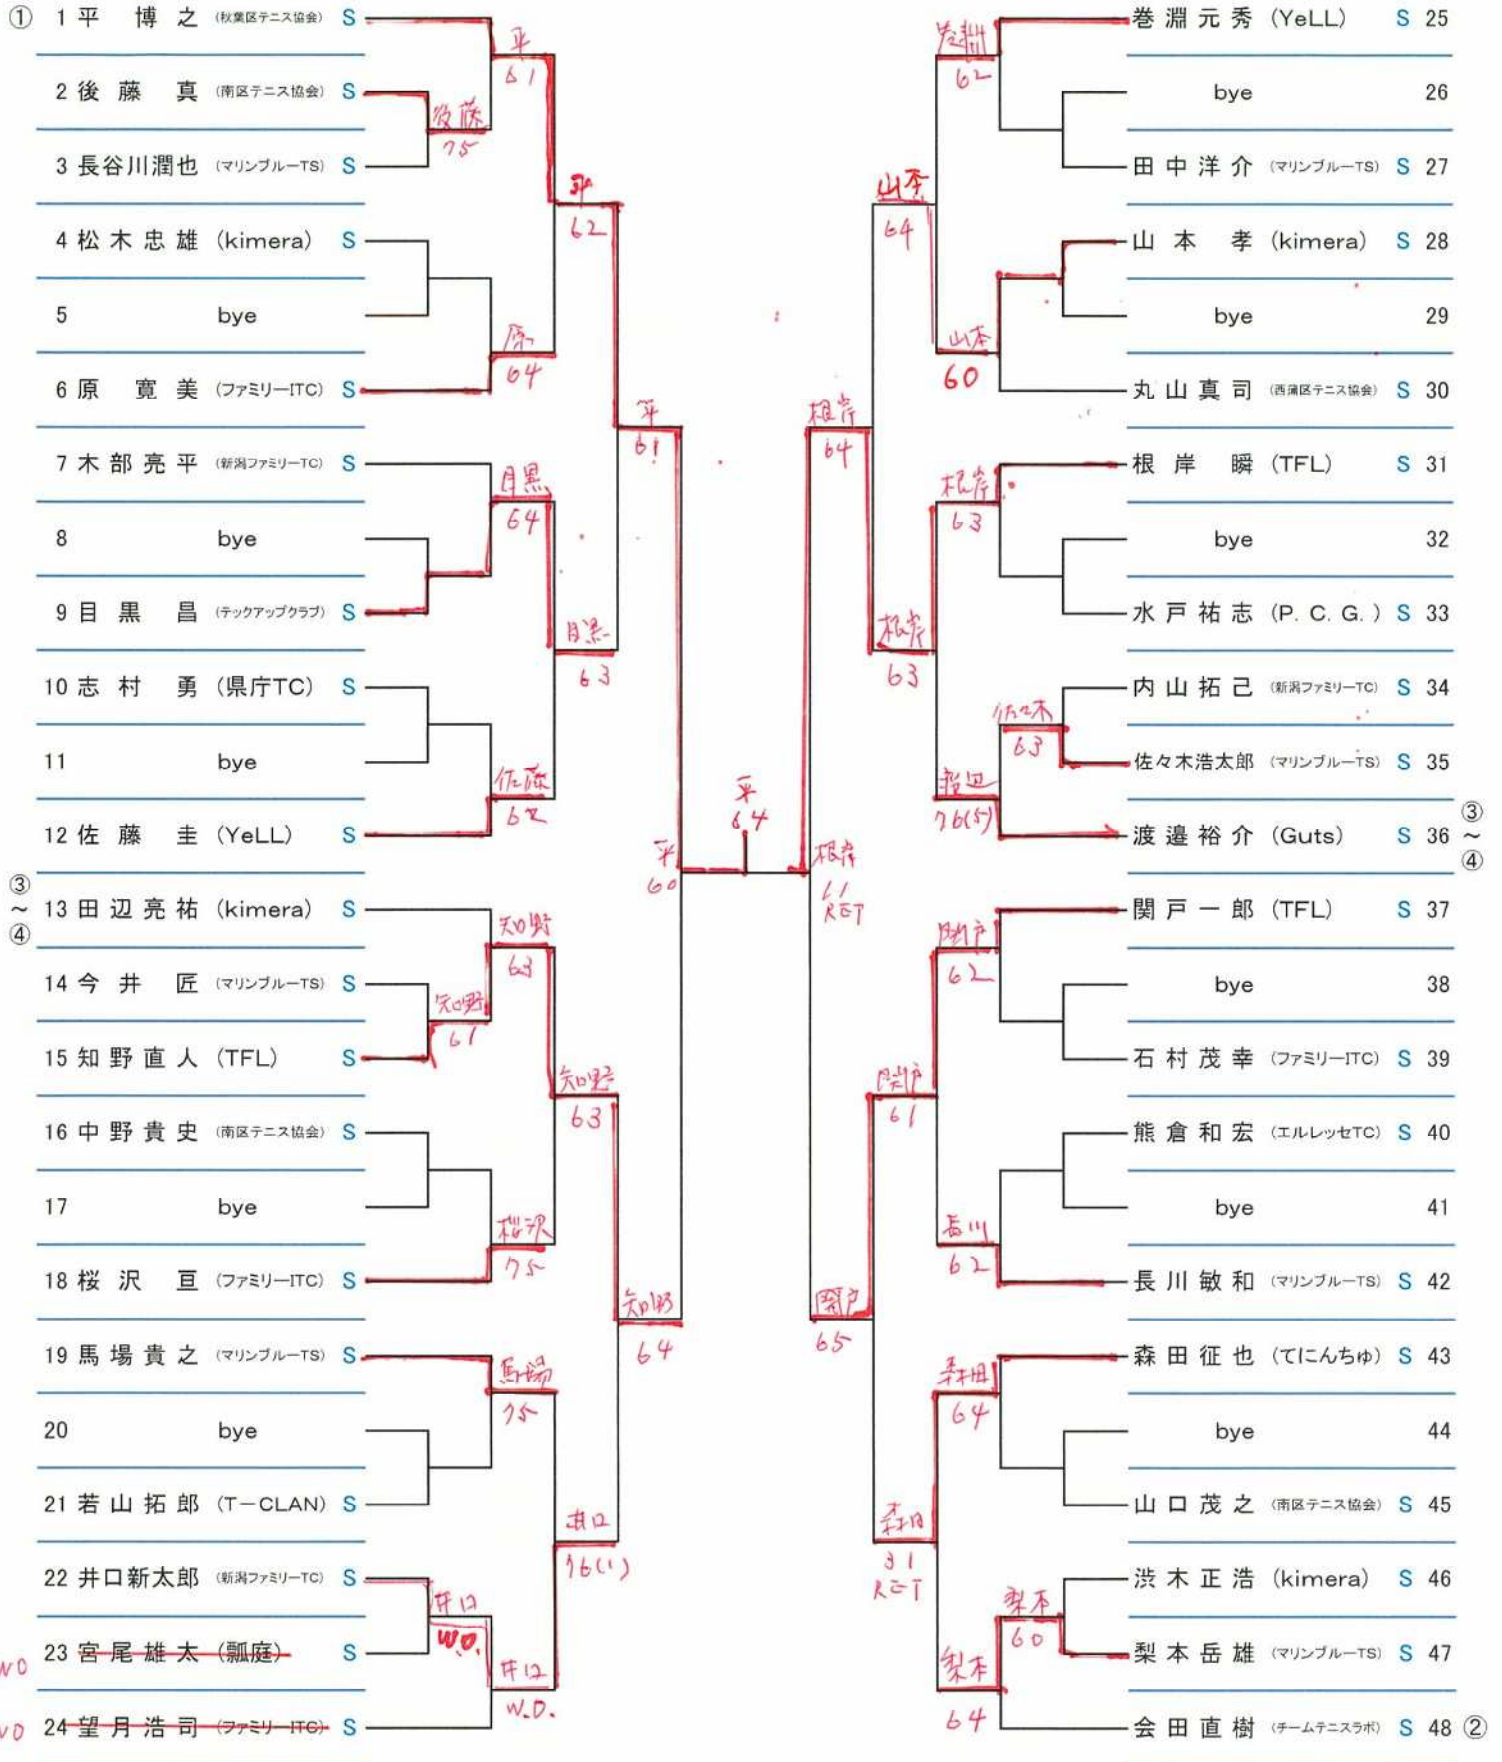 ① 1 平 博之 (秋葉区テニス協会) S
2 後藤 真 (南区テニス協会) S
3 長谷川潤也 (マリンブルーTS) S
4 松木忠雄 (kimera) S
5 bye
6 原 寛美 (ファミリーITC) S
7 木部亮平 (新潟ファミリーTC) S
8 bye
9 目黒 昌 (テックアップクラブ) S
10 志村 勇 (県庁TC) S
11 bye
12 佐藤 圭 (YeLL) S
③~④ 13 田辺亮祐 (kimera) S
14 今井 匠 (マリンブルーTS) S
15 知野直人 (TFL) S
16 中野貴史 (南区テニス協会) S
17 bye
18 桜沢 亘 (ファミリーITC) S
19 馬場貴之 (マリンブルーTS) S
20 bye
21 若山拓郎 (T-CLAN) S
22 井口新太郎 (新潟ファミリーTC) S
WO 23 宮尾雄太 (瓢庭) S
WO 24 望月浩司 (ファミリーITC) S
後藤
75
知野
61
井口
W.O.
平
61
原
64
目黒
64
佐藤
62
知野
63
桜沢
75
馬場
75
井口
W.O.
平
62
目黒
63
知野
63
井口
76(1)
平
61
知野
64
平
60
平
64
根岸
61
RET
根岸
64
関戸
65
山本
64
根岸
63
関戸
61
森田
31
RET
巻淵
62
山本
60
根岸
63
渡辺
76(5)
関戸
62
長川
62
森田
64
梨本
64
佐々木
63
梨本
60
巻淵元秀 (YeLL) S 25
bye 26
田中洋介 (マリンブルーTS) S 27
山本 孝 (kimera) S 28
bye 29
丸山真司 (西蒲区テニス協会) S 30
根岸 瞬 (TFL) S 31
bye 32
水戸祐志 (P.C.G.) S 33
内山拓己 (新潟ファミリーTC) S 34
佐々木浩太郎 (マリンブルーTS) S 35
渡邉裕介 (Guts) S 36 ③~④
関戸一郎 (TFL) S 37
bye 38
石村茂幸 (ファミリーITC) S 39
熊倉和宏 (エルレッセTC) S 40
bye 41
長川敏和 (マリンブルーTS) S 42
森田征也 (てにんちゅ) S 43
bye 44
山口茂之 (南区テニス協会) S 45
渋木正浩 (kimera) S 46
梨本岳雄 (マリンブルーTS) S 47
会田直樹 (チームテニスラボ) S 48 ②